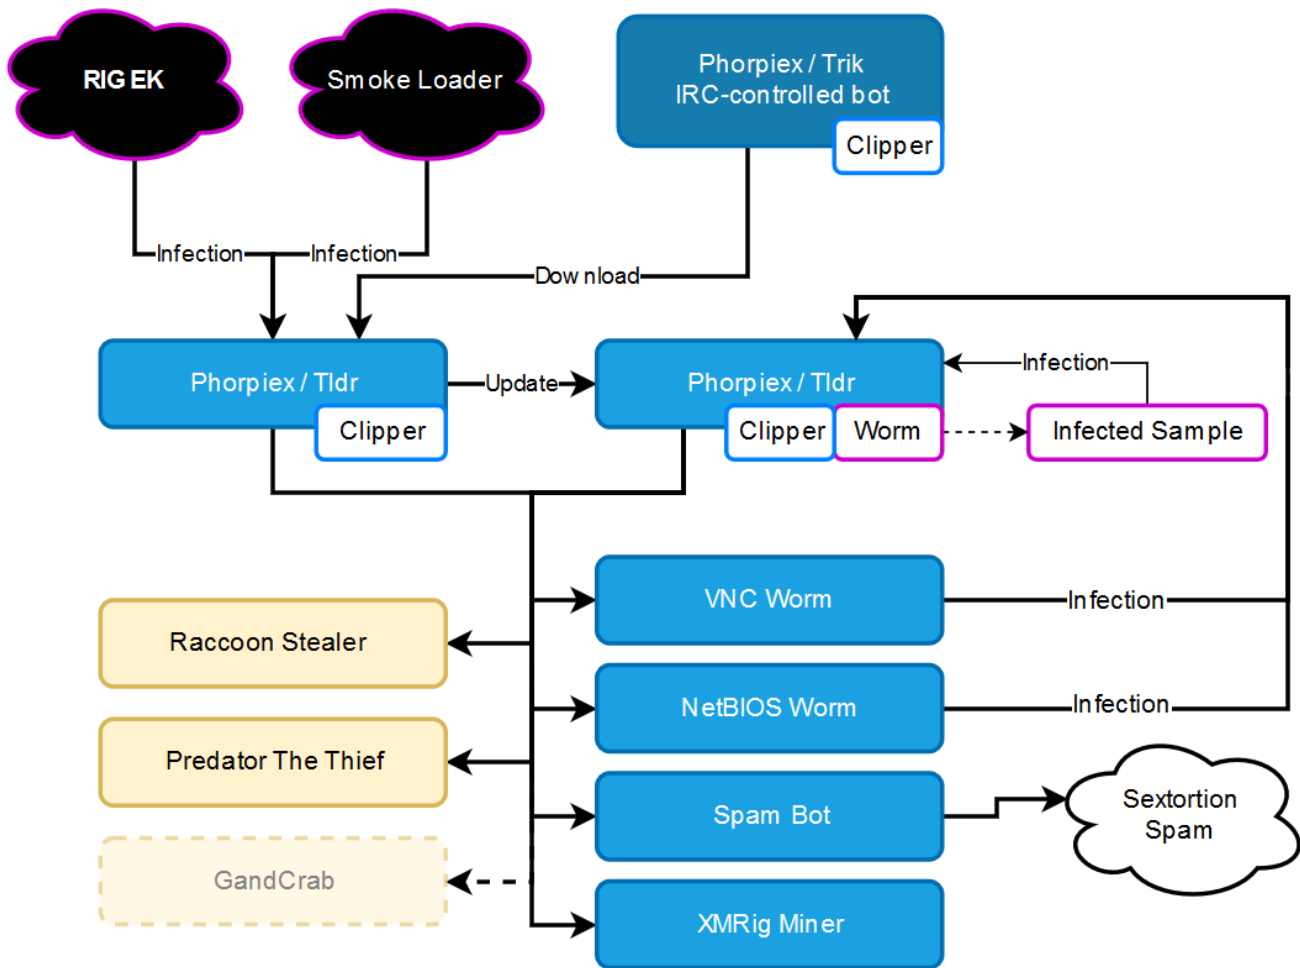 RIG EK
Smoke Loader
Phorpiex / Trik
IRC-controlled bot
Clipper
Infection
Infection
Download
Phorpiex / Tldr
Clipper
Update
Phorpiex / Tldr
Clipper
Worm
Infection
Infected Sample
VNC Worm
Infection
Raccoon Stealer
NetBIOS Worm
Infection
Predator The Thief
Spam Bot
Sextortion
Spam
GandCrab
XMRig Miner